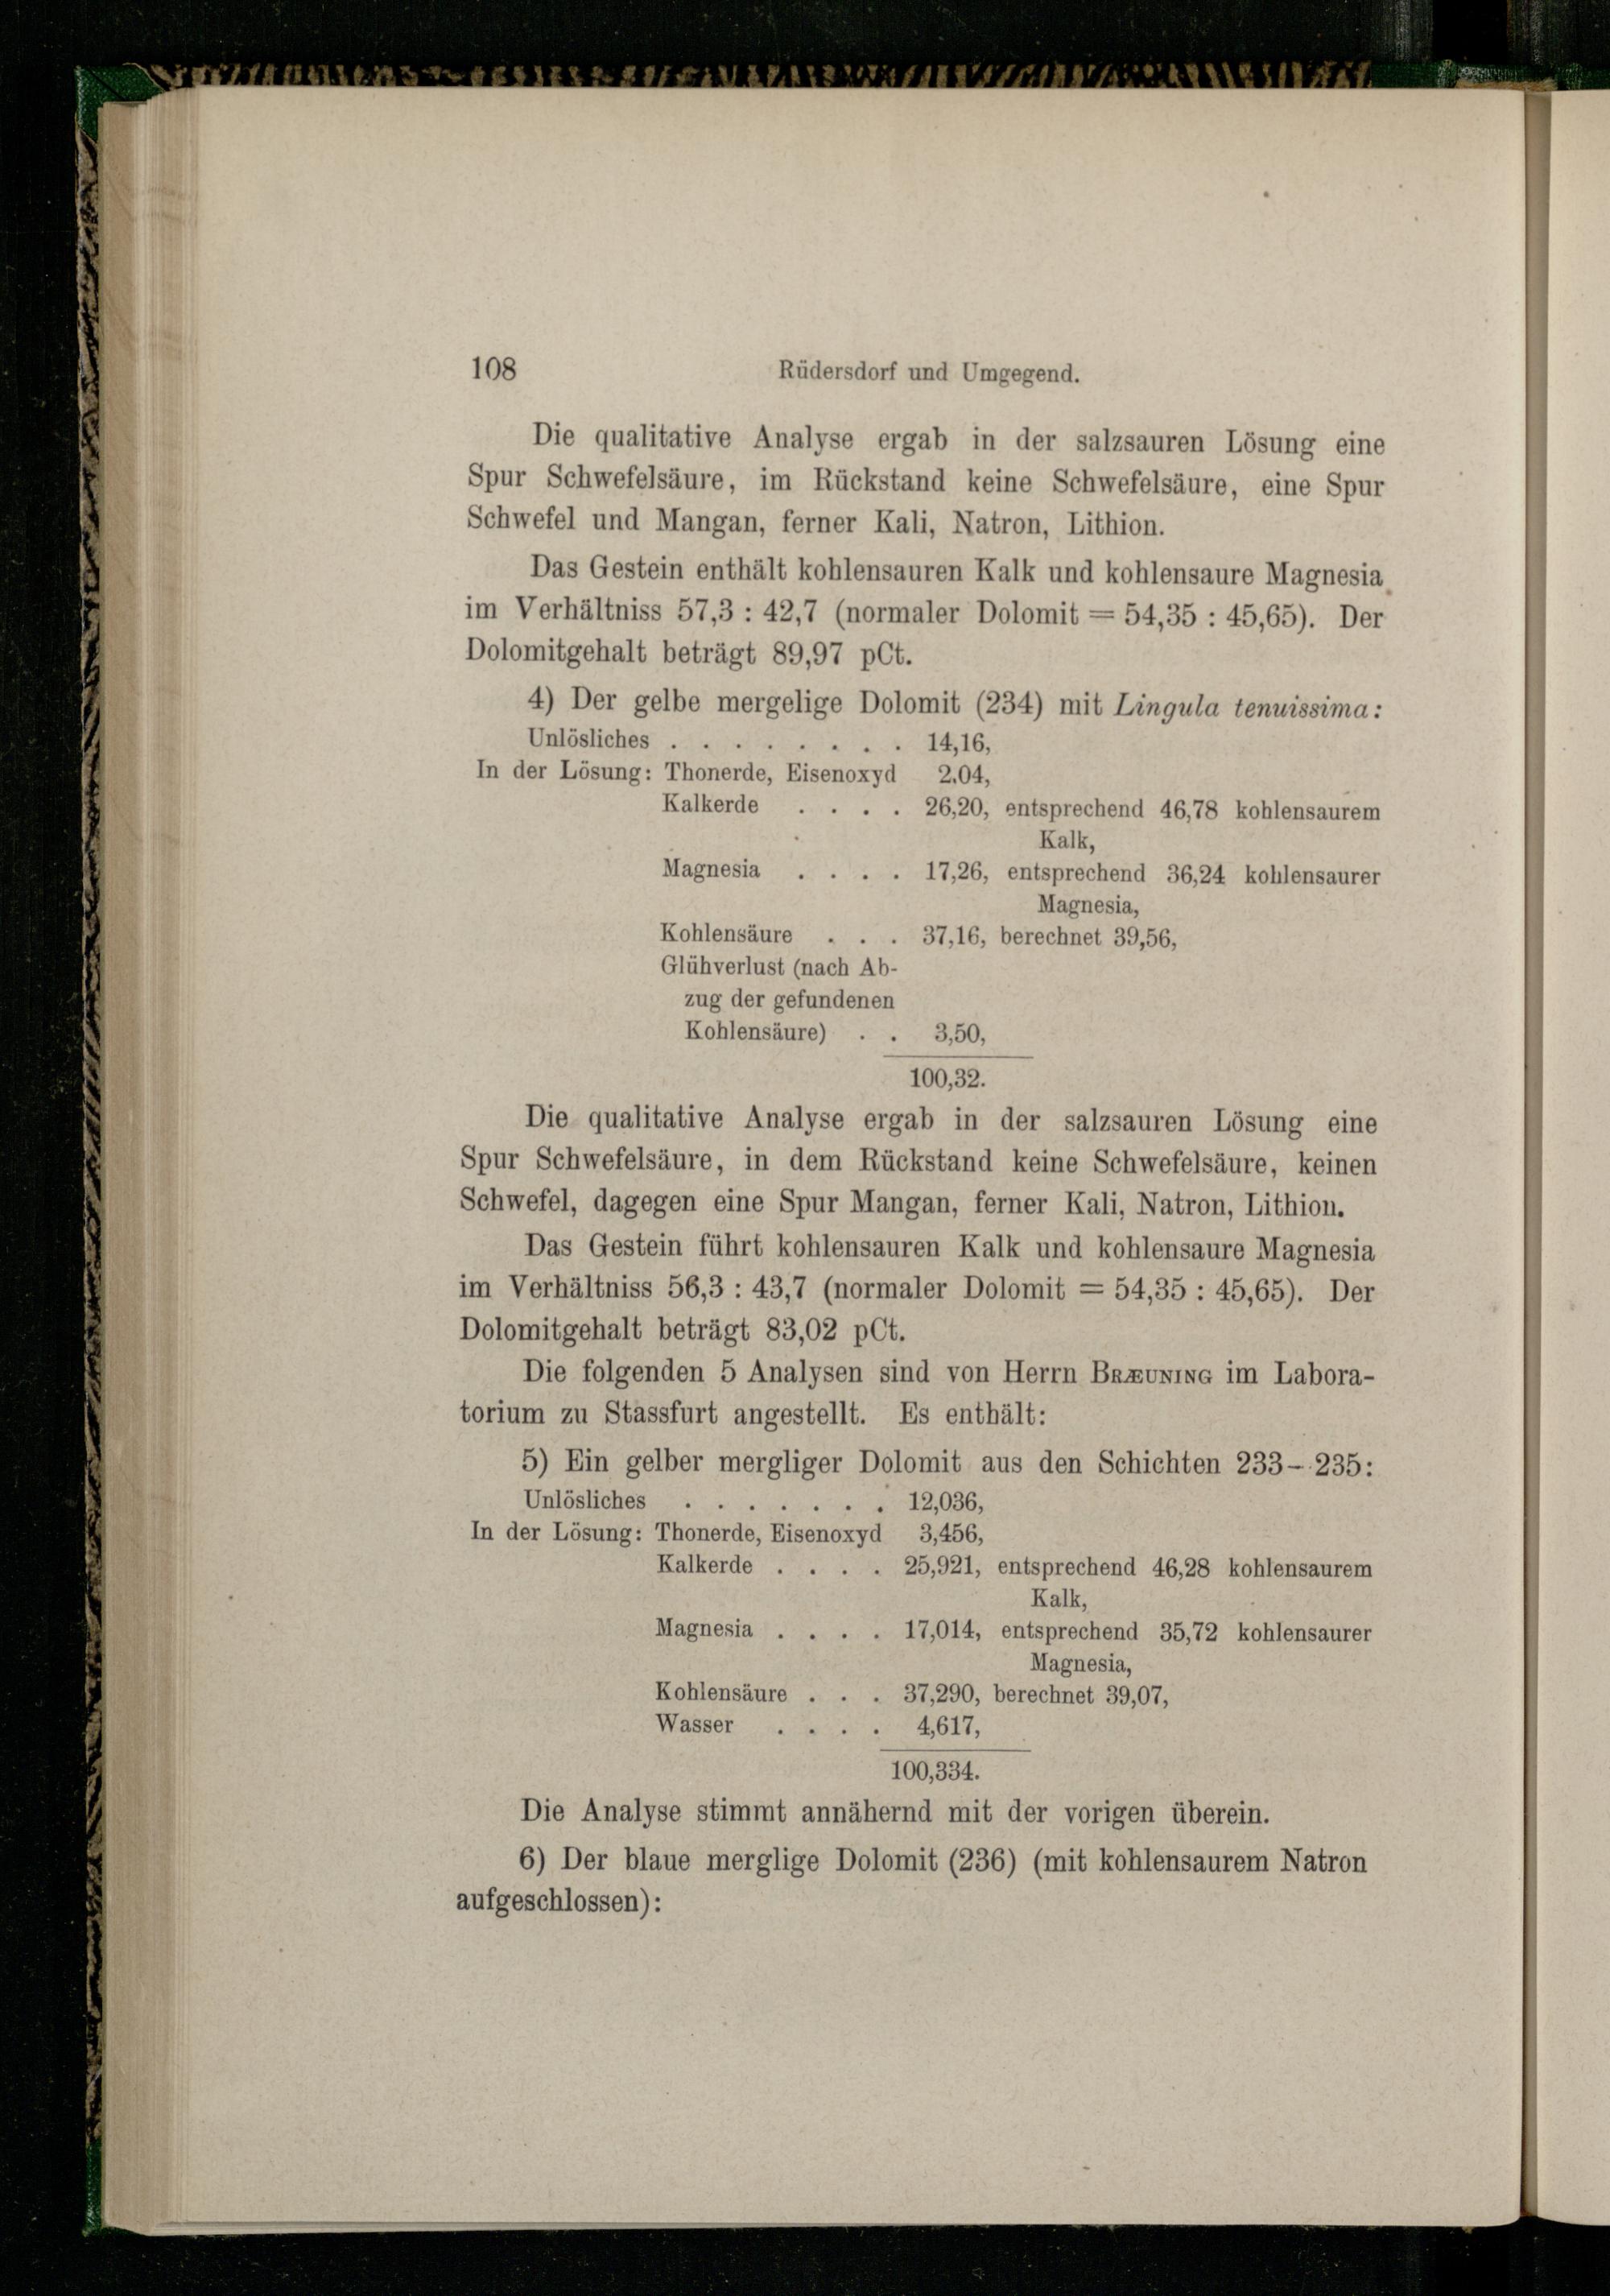 108 Rüdersdorf und Umgegend.
Die qualitative Analyse ergab in der salzsauren Lösung eine
Spur Schwefelsäure, im Rückstand keine Schwefelsäure, eine Spur
Schwefel und Mangan, ferner Kali, Natron, Lithion.
Das Gestein enthält kohlensauren Kalk und kohlensaure Magnesia
im Verhältniss 57,3 : 42,7 (normaler Dolomit = 54,35 : 45,65). Der
Dolomitgehalt beträgt 89,97 pCt.
4) Der gelbe mergelige Dolomit (234) mit Lingula tenuissima:
Unlösliches . . . . . . . . 14,16,
In der Lösung: Thonerde, Eisenoxyd 2,04,
Kalkerde . . . . 26,20, entsprechend 46,78 kohlensaurem
Kalk,
Magnesia . . . . 17,26, entsprechend 36,24 kohlensaurer
Magnesia,
Kohlensäure . . . 37,16, berechnet 39,56,
Glühverlust (nach Ab-
zug der gefundenen
Kohlensäure) . . 3,50,
100,32.
Die qualitative Analyse ergab in der salzsauren Lösung eine
Spur Schwefelsäure, in dem Rückstand keine Schwefelsäure, keinen
Schwefel, dagegen eine Spur Mangan, ferner Kali, Natron, Lithion.
Das Gestein führt kohlensauren Kalk und kohlensaure Magnesia
im Verhältniss 56,3 : 43,7 (normaler Dolomit = 54,35 : 45,65). Der
Dolomitgehalt beträgt 83,02 pCt.
Die folgenden 5 Analysen sind von Herrn BRÆUNING im Labora-
torium zu Stassfurt angestellt. Es enthält:
5) Ein gelber mergliger Dolomit aus den Schichten 233–235:
Unlösliches . . . . . . . 12,036,
In der Lösung: Thonerde, Eisenoxyd 3,456,
Kalkerde . . . . 25,921, entsprechend 46,28 kohlensaurem
Kalk,
Magnesia . . . . 17,014, entsprechend 35,72 kohlensaurer
Magnesia,
Kohlensäure . . . 37,290, berechnet 39,07,
Wasser . . . . 4,617,
100,334.
Die Analyse stimmt annähernd mit der vorigen überein.
6) Der blaue merglige Dolomit (236) (mit kohlensaurem Natron
aufgeschlossen):